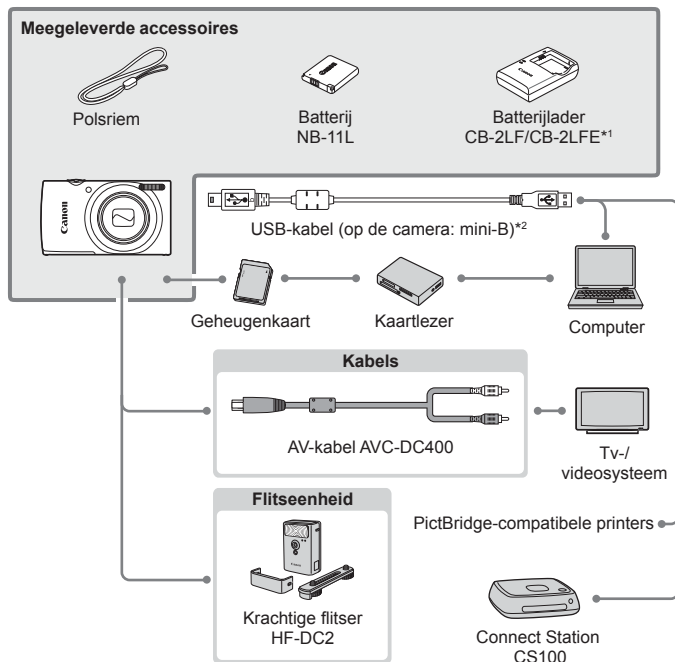 Meegeleverde accessoires
Polsriem
Batterij
NB-11L
Batterijlader
CB-2LF/CB-2LFE*1
Canon
USB-kabel (op de camera: mini-B)*2
Geheugenkaart
Kaartlezer
Computer
Kabels
AV-kabel AVC-DC400
Tv-/
videosysteem
Flitseenheid
Krachtige flitser
HF-DC2
PictBridge-compatibele printers
Connect Station
CS100